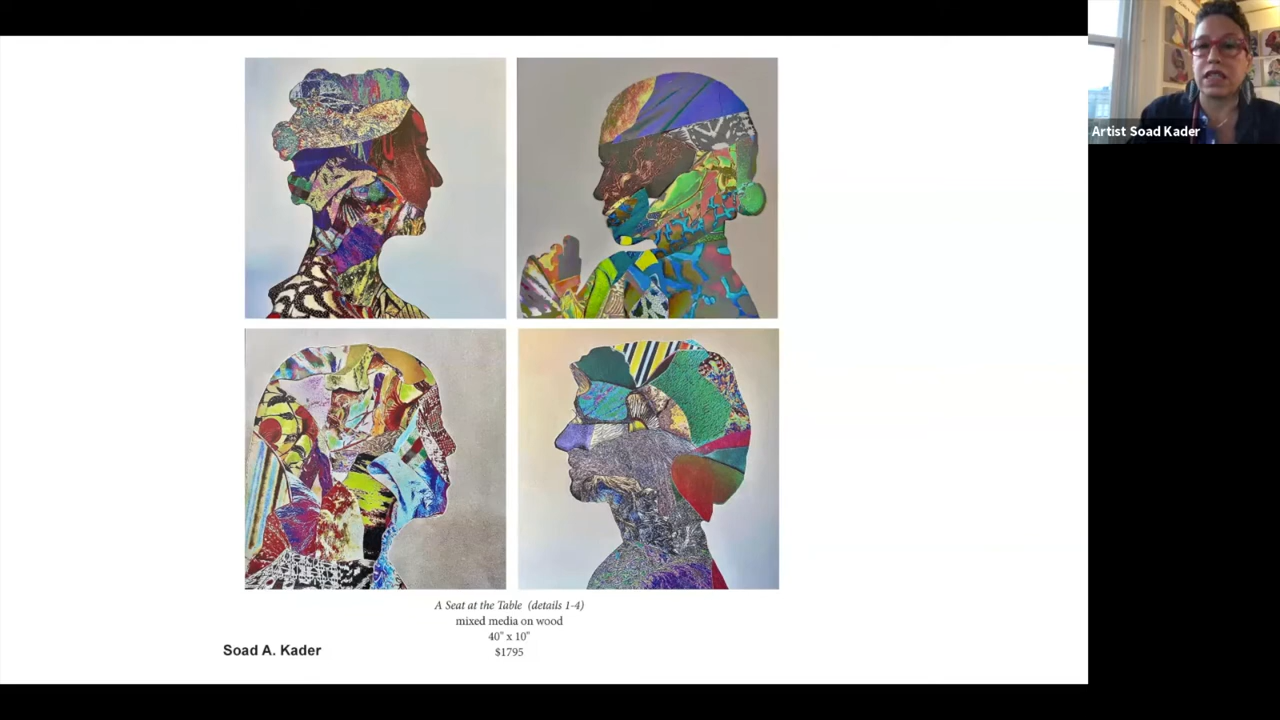 Artist Soad Kader
A Seat at the Table (details 1-4)
mixed media on wood
40" x 10"
$1795
Soad A. Kader